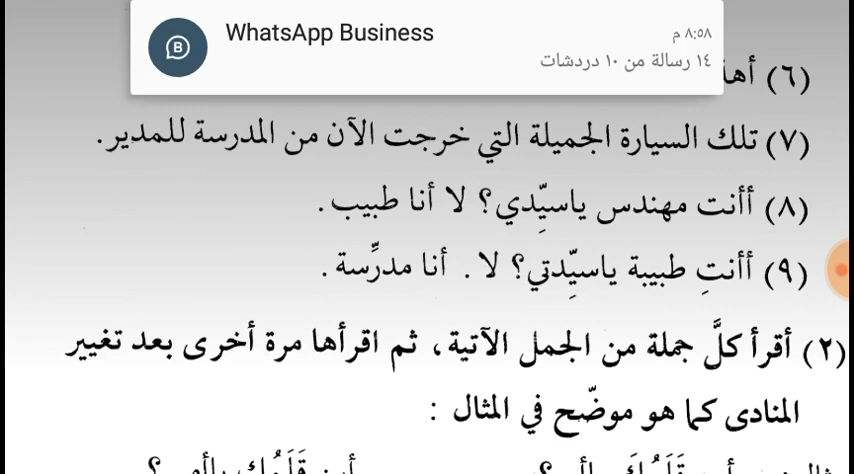 WhatsApp Business
٨:٥٨ م
١٤ رسالة من ١٠ دردشات
(٦)
(٧) تلك السيارة الجميلة التي خرجت الآن من المدرسة للمدير.
(٨) أأنت مهندس ياسيِّدي؟ لا أنا طبيب.
(٩) أأنتِ طبيبة ياسيِّدتي؟ لا. أنا مدرِّسة.
(٢) أقرأ كلَّ جملة من الجمل الآتية، ثم اقرأها مرة أخرى بعد تغيير
المنادى كما هو موضّح في المثال :